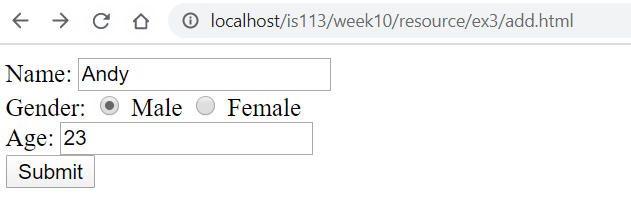 localhost/is113/week10/resource/ex3/add.html
Name: Andy
Gender: Male Female
Age: 23
Submit